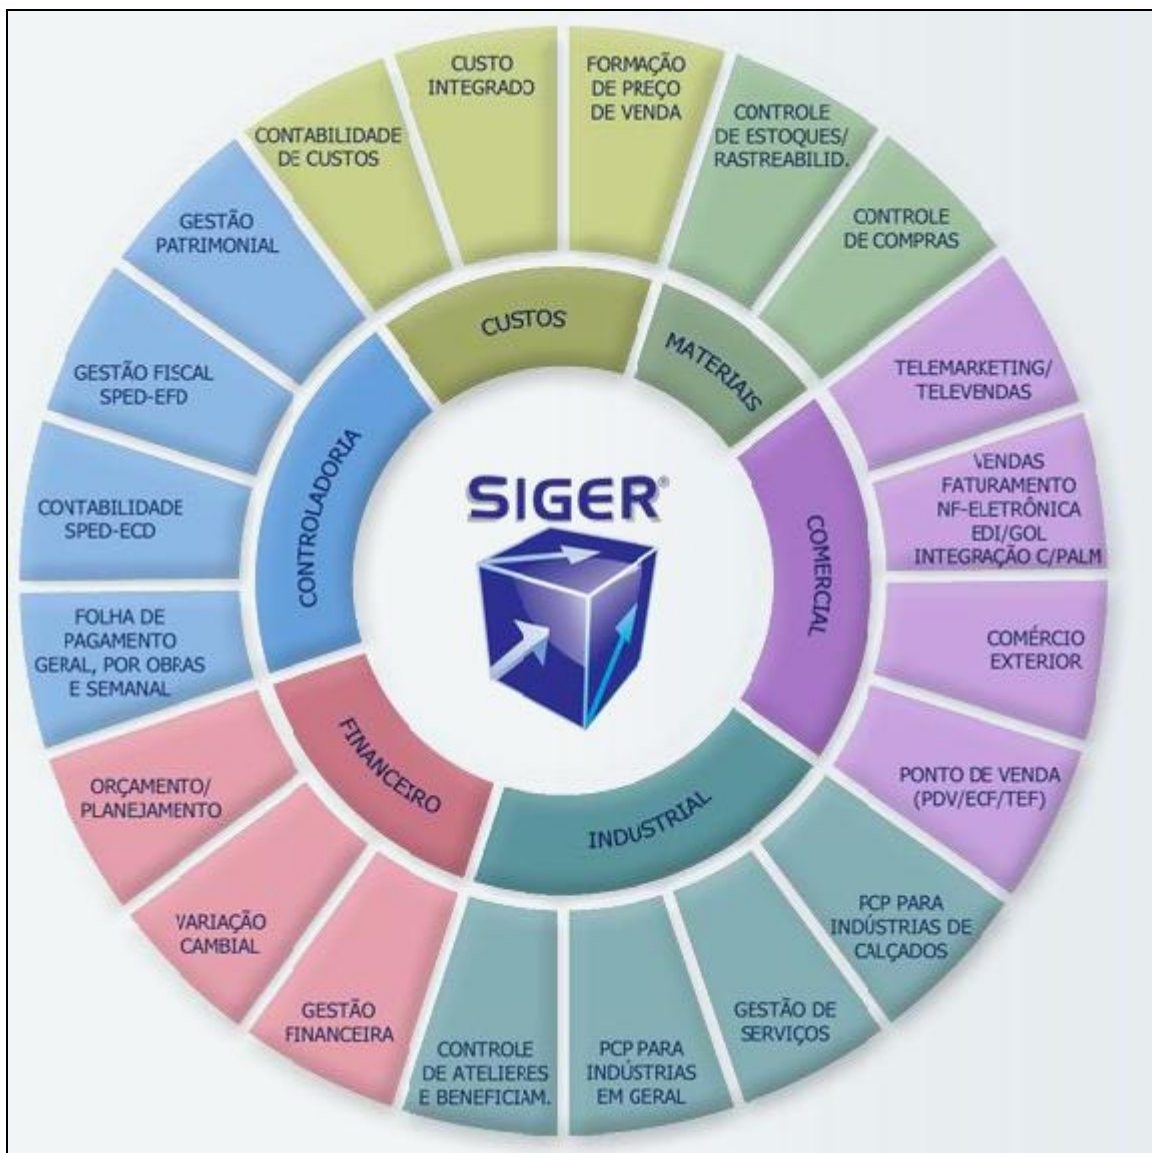 CUSTO
INTEGRADO
FORMAÇÃO
DE PREÇO
DE VENDA
CONTROLE
DE ESTOQUES/
RASTREABILID.
CONTROLE
DE COMPRAS
TELEMARKETING/
TELEVENDAS
VENDAS
FATURAMENTO
NF-ELETRÔNICA
EDI/GOL
INTEGRAÇÃO C/PALM
COMÉRCIO
EXTERIOR
PONTO DE VENDA
(PDV/ECF/TEF)
PCP PARA
INDÚSTRIAS DE
CALÇADOS
GESTÃO DE
SERVIÇOS
PCP PARA
INDÚSTRIAS
EM GERAL
CONTROLE
DE ATELIERES
E BENEFICIAM.
GESTÃO
FINANCEIRA
VARIAÇÃO
CAMBIAL
ORÇAMENTO/
PLANEJAMENTO
FOLHA DE
PAGAMENTO
GERAL, POR OBRAS
E SEMANAL
CONTABILIDADE
SPED-ECD
GESTÃO FISCAL
SPED-EFD
GESTÃO
PATRIMONIAL
CONTABILIDADE
DE CUSTOS
CUSTOS
MATERIAIS
COMERCIAL
INDUSTRIAL
FINANCEIRO
CONTROLADORIA
SIGER®